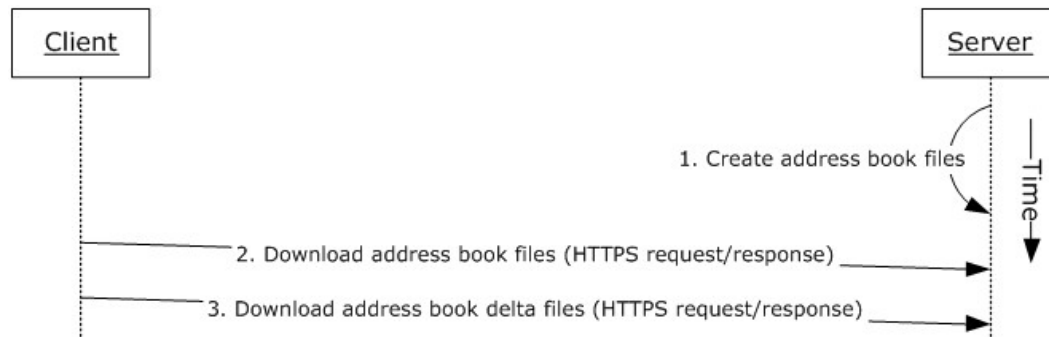 Client
Server
1. Create address book files
Time
2. Download address book files (HTTPS request/response)
3. Download address book delta files (HTTPS request/response)